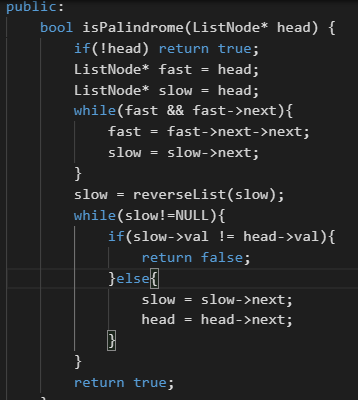 public:
    bool isPalindrome(ListNode* head) {
        if(!head) return true;
        ListNode* fast = head;
        ListNode* slow = head;
        while(fast && fast->next){
            fast = fast->next->next;
            slow = slow->next;
        }
        slow = reverseList(slow);
        while(slow!=NULL){
            if(slow->val != head->val){
                return false;
            }else{
                slow = slow->next;
                head = head->next;
            }
        }
        return true;
    }